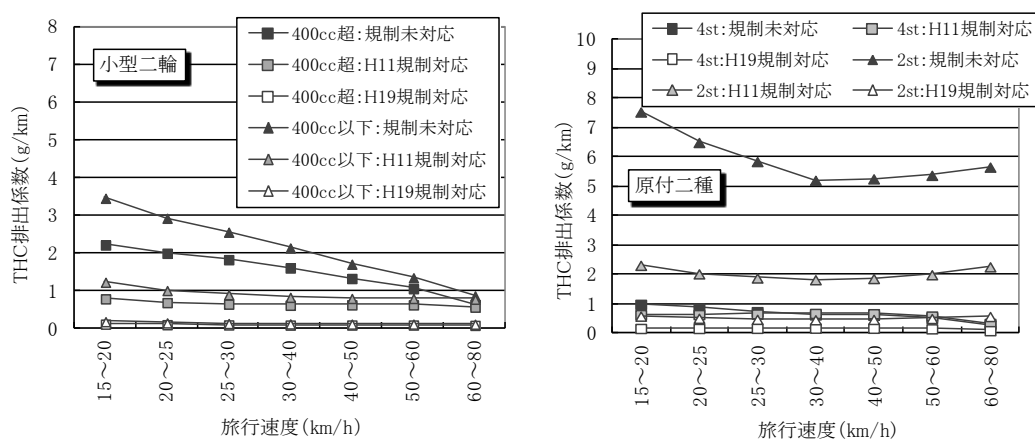 小型二輪
400cc超:規制未対応
400cc超:H11規制対応
400cc超:H19規制対応
400cc以下:規制未対応
400cc以下:H11規制対応
400cc以下:H19規制対応
THC排出係数(g/km)
8
7
6
5
4
3
2
1
0
15～20
20～25
25～30
30～40
40～50
50～60
60～80
旅行速度(km/h)
4st:規制未対応 4st:H11規制対応
4st:H19規制対応 2st:規制未対応
2st:H11規制対応 2st:H19規制対応
原付二種
THC排出係数(g/km)
10
9
8
7
6
5
4
3
2
1
0
15～20
20～25
25～30
30～40
40～50
50～60
60～80
旅行速度(km/h)